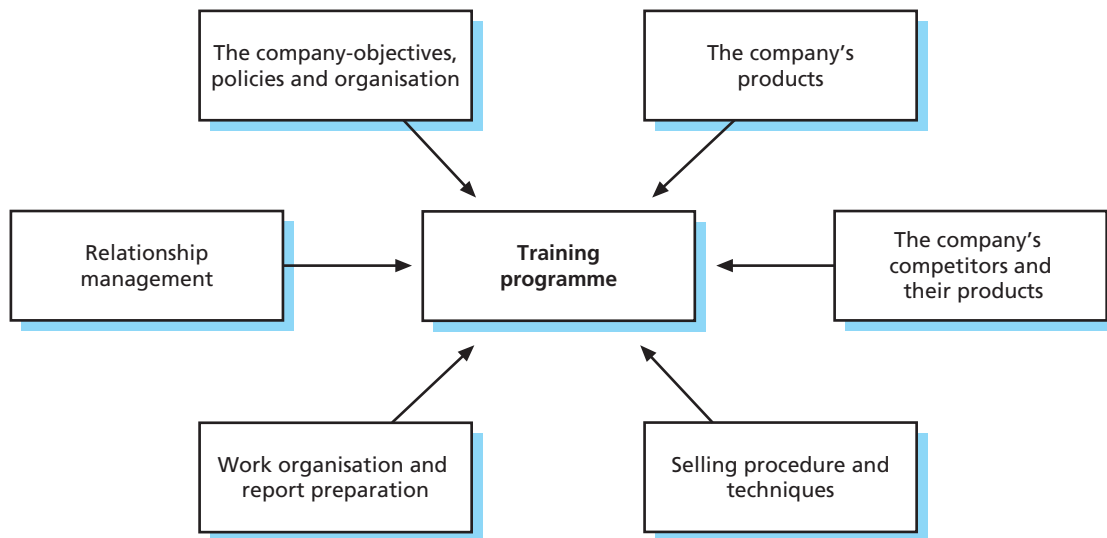 The company-objectives,
policies and organisation
The company’s
products
Relationship
management
Training
programme
The company’s
competitors and
their products
Work organisation and
report preparation
Selling procedure and
techniques